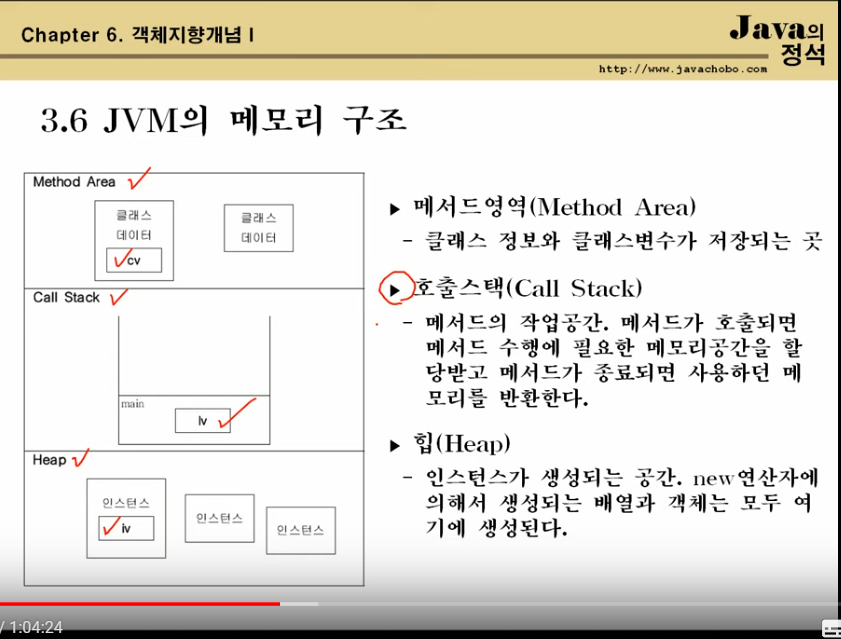 Chapter 6. 객체지향개념 I
Java의
정석
http://www.javachobo.com
3.6 JVM의 메모리 구조
Method Area
클래스
데이터
cv
클래스
데이터
Call Stack
main
lv
Heap
인스턴스
iv
인스턴스
인스턴스
▶ 메서드영역(Method Area)
- 클래스 정보와 클래스변수가 저장되는 곳
▶ 호출스택(Call Stack)
- 메서드의 작업공간. 메서드가 호출되면
메서드 수행에 필요한 메모리공간을 할
당받고 메서드가 종료되면 사용하던 메
모리를 반환한다.
▶ 힙(Heap)
- 인스턴스가 생성되는 공간. new연산자에
의해서 생성되는 배열과 객체는 모두 여
기에 생성된다.
/ 1:04:24